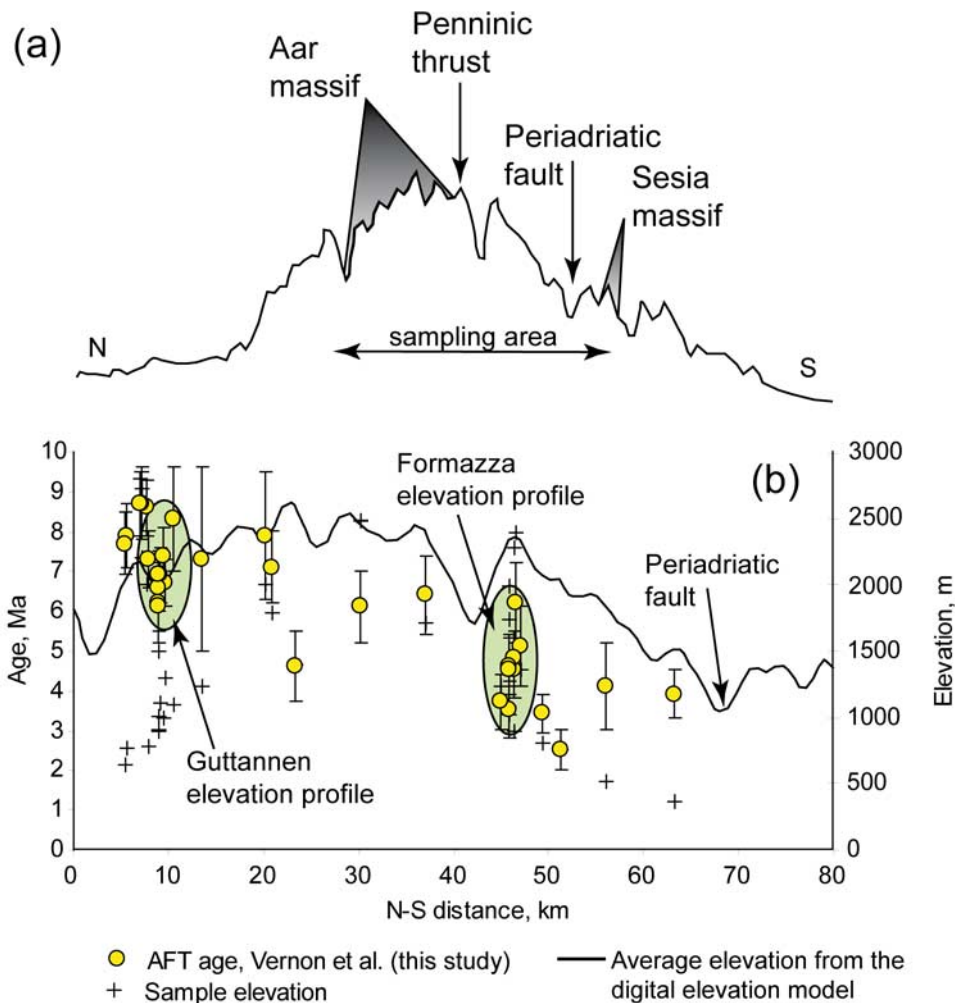 (a)
Aar
massif
Penninic
thrust
Periadriatic
fault
Sesia
massif
N
sampling area
S
(b)
10
9
8
7
6
5
4
3
2
1
0
Age, Ma
3000
2500
2000
1500
1000
500
0
Elevation, m
Formazza
elevation profile
Periadriatic
fault
Guttannen
elevation profile
0 10 20 30 40 50 60 70 80
N-S distance, km
AFT age, Vernon et al. (this study)
Sample elevation
Average elevation from the
digital elevation model